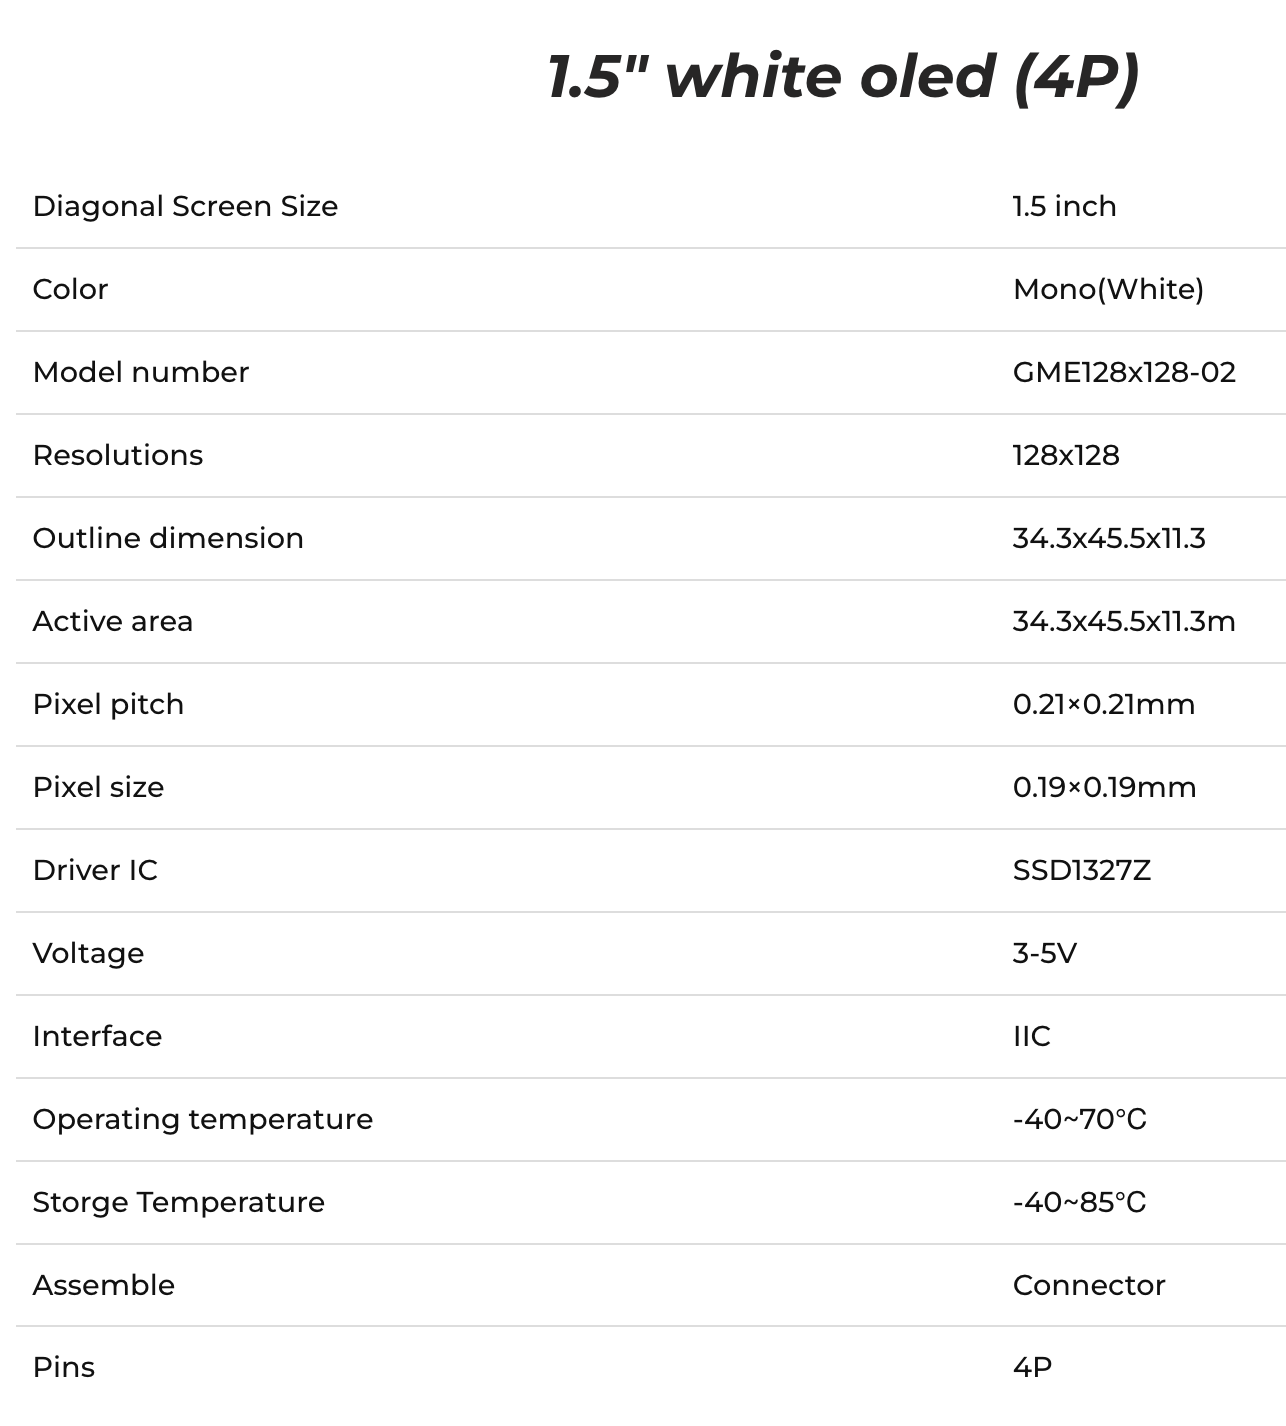 1.5" white oled (4P)
Diagonal Screen Size 1.5 inch
Color Mono(White)
Model number GME128x128-02
Resolutions 128x128
Outline dimension 34.3x45.5x11.3
Active area 34.3x45.5x11.3m
Pixel pitch 0.21×0.21mm
Pixel size 0.19×0.19mm
Driver IC SSD1327Z
Voltage 3-5V
Interface IIC
Operating temperature -40~70℃
Storge Temperature -40~85℃
Assemble Connector
Pins 4P